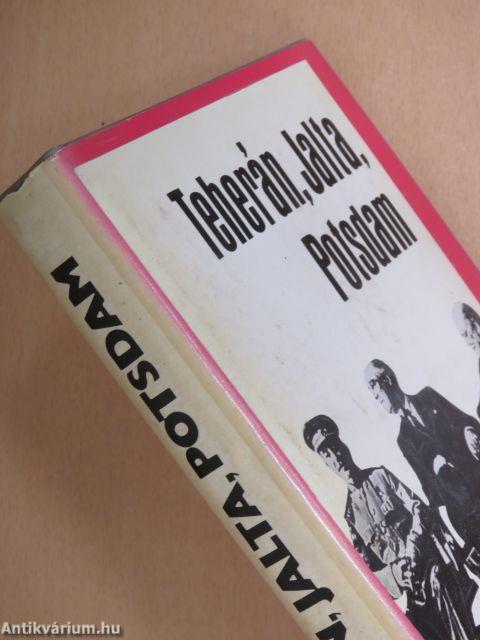 Teherán, Jalta,
Potsdam
N, JALTA, POTSDAM
Antikvárium.hu